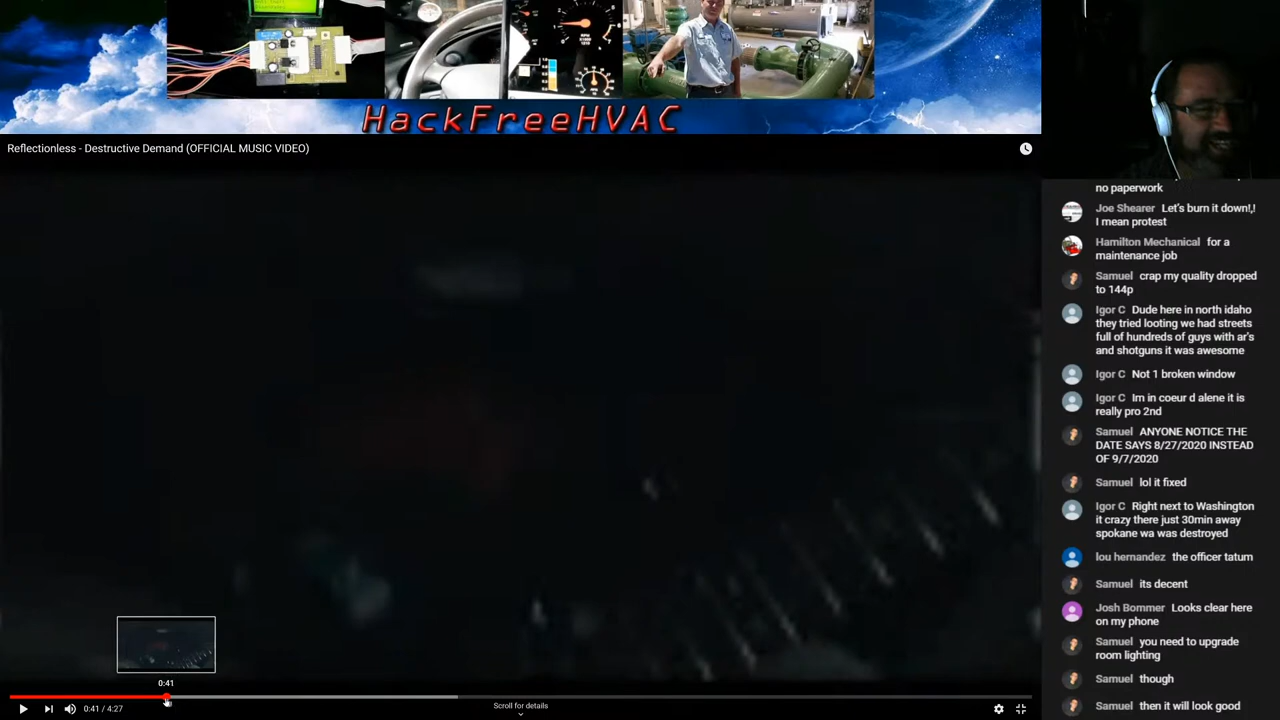 HackFreeHVAC
Reflectionless - Destructive Demand (OFFICIAL MUSIC VIDEO)
no paperwork
Joe Shearer Let's burn it down!,!
I mean protest
Hamilton Mechanical for a
maintenance job
Samuel crap my quality dropped
to 144p
Igor C Dude here in north idaho
they tried looting we had streets
full of hundreds of guys with ar's
and shotguns it was awesome
Igor C Not 1 broken window
Igor C Im in coeur d alene it is
really pro 2nd
Samuel ANYONE NOTICE THE
DATE SAYS 8/27/2020 INSTEAD
OF 9/7/2020
Samuel lol it fixed
Igor C Right next to Washington
it crazy there just 30min away
spokane wa was destroyed
lou hernandez the officer tatum
Samuel its decent
Josh Bommer Looks clear here
on my phone
Samuel you need to upgrade
room lighting
Samuel though
Samuel then it will look good
0:41
0:41 / 4:27
Scroll for details